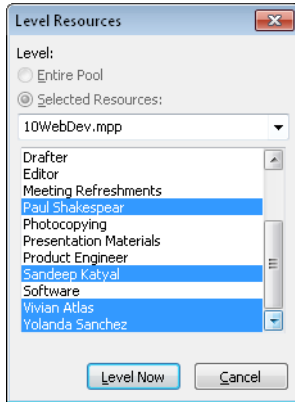 Level Resources
Level:
Entire Pool
Selected Resources:
10WebDev.mpp
Drafter
Editor
Meeting Refreshments
Paul Shakespear
Photocopying
Presentation Materials
Product Engineer
Sandeep Katyal
Software
Vivian Atlas
Yolanda Sanchez
Level Now Cancel